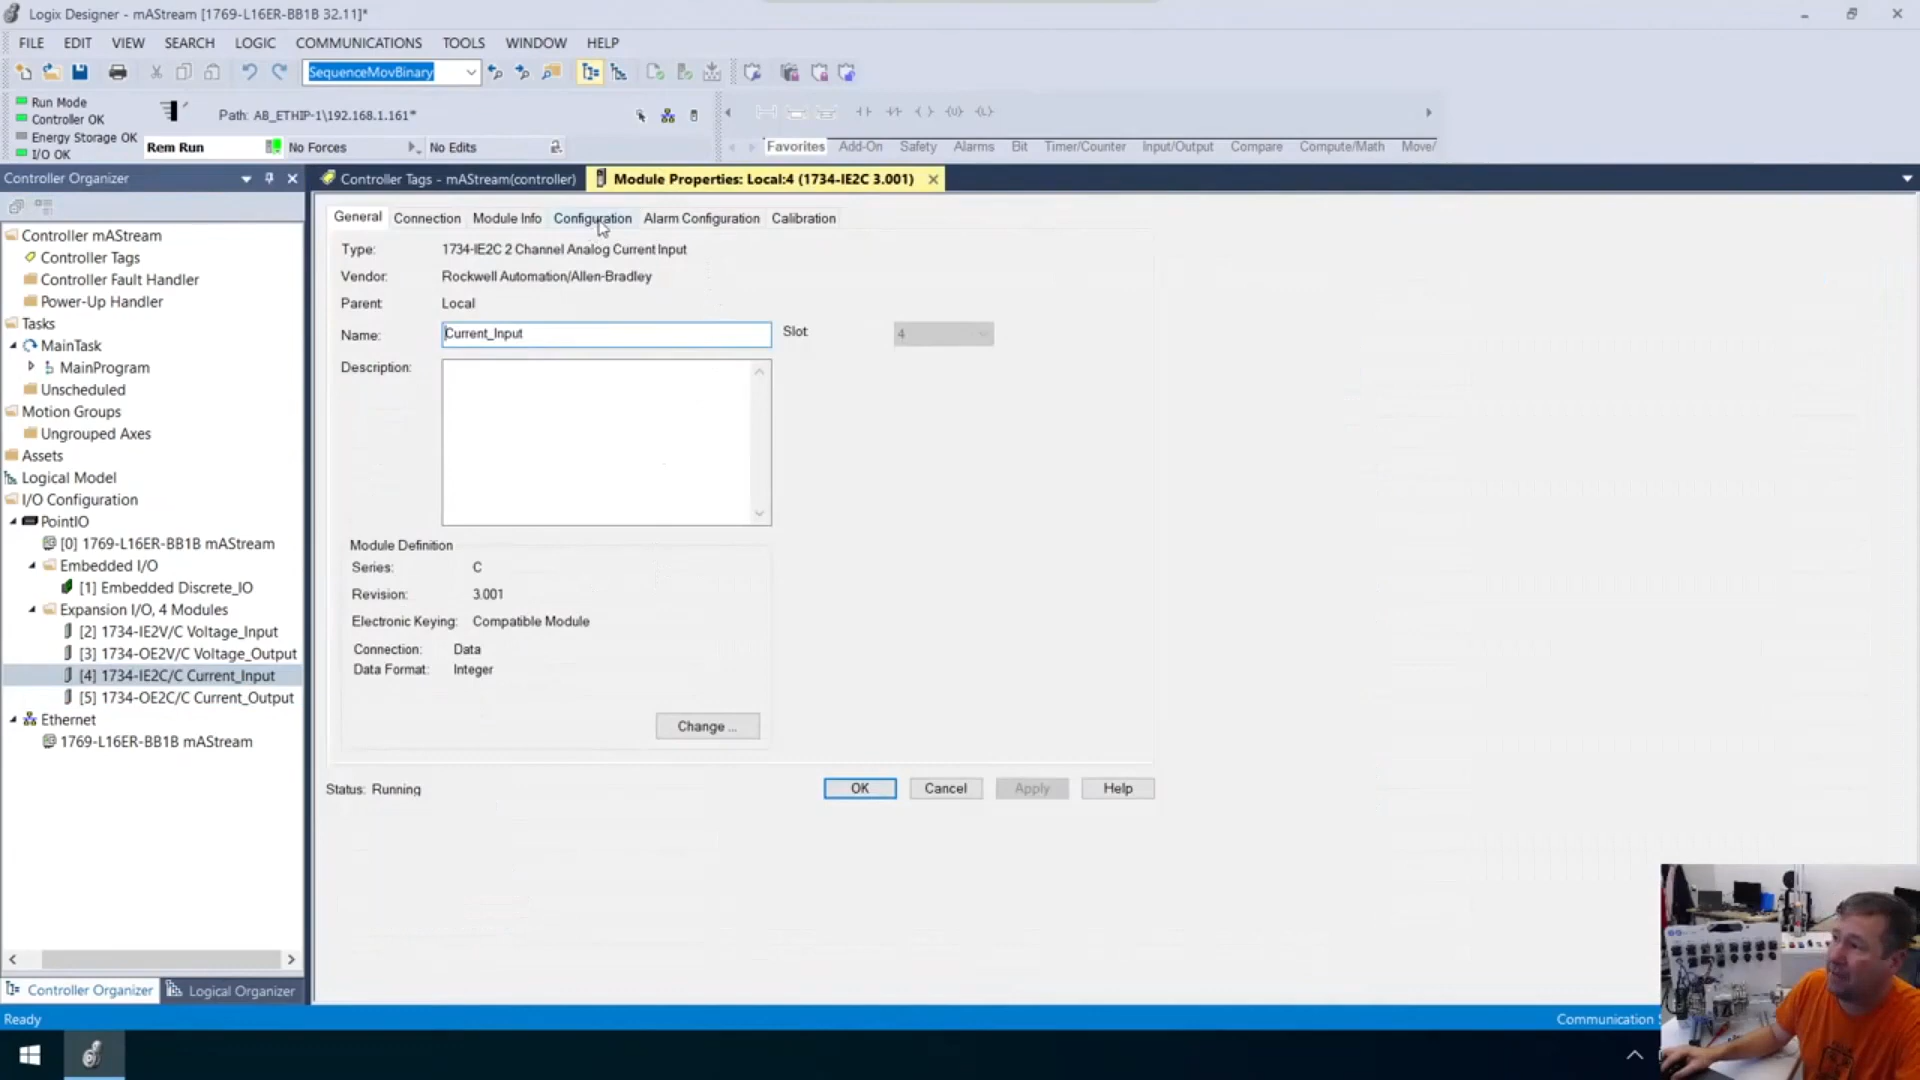 Logix Designer - mAStream [1769-L16ER-BB1B 32.11]*
FILE EDIT VIEW SEARCH LOGIC COMMUNICATIONS TOOLS WINDOW HELP
SequenceMovBinary
Run Mode
Controller OK
Energy Storage OK
I/O OK
Path: AB_ETHIP-1\192.168.1.161*
Rem Run No Forces No Edits
Favorites Add-On Safety Alarms Bit Timer/Counter Input/Output Compare Compute/Math Move/
Controller Organizer
Controller Tags - mAStream(controller)
Module Properties: Local:4 (1734-IE2C 3.001)
Controller mAStream
Controller Tags
Controller Fault Handler
Power-Up Handler
Tasks
MainTask
MainProgram
Unscheduled
Motion Groups
Ungrouped Axes
Assets
Logical Model
I/O Configuration
PointIO
[0] 1769-L16ER-BB1B mAStream
Embedded I/O
[1] Embedded Discrete_IO
Expansion I/O, 4 Modules
[2] 1734-IE2V/C Voltage_Input
[3] 1734-OE2V/C Voltage_Output
[4] 1734-IE2C/C Current_Input
[5] 1734-OE2C/C Current_Output
Ethernet
1769-L16ER-BB1B mAStream
Controller Organizer Logical Organizer
General Connection Module Info Configuration Alarm Configuration Calibration
Type: 1734-IE2C 2 Channel Analog Current Input
Vendor: Rockwell Automation/Allen-Bradley
Parent: Local
Name: Current_Input Slot: 4
Description:
Module Definition
Series: C
Revision: 3.001
Electronic Keying: Compatible Module
Connection: Data
Data Format: Integer
Change ...
Status: Running
OK Cancel Apply Help
Ready
Communication